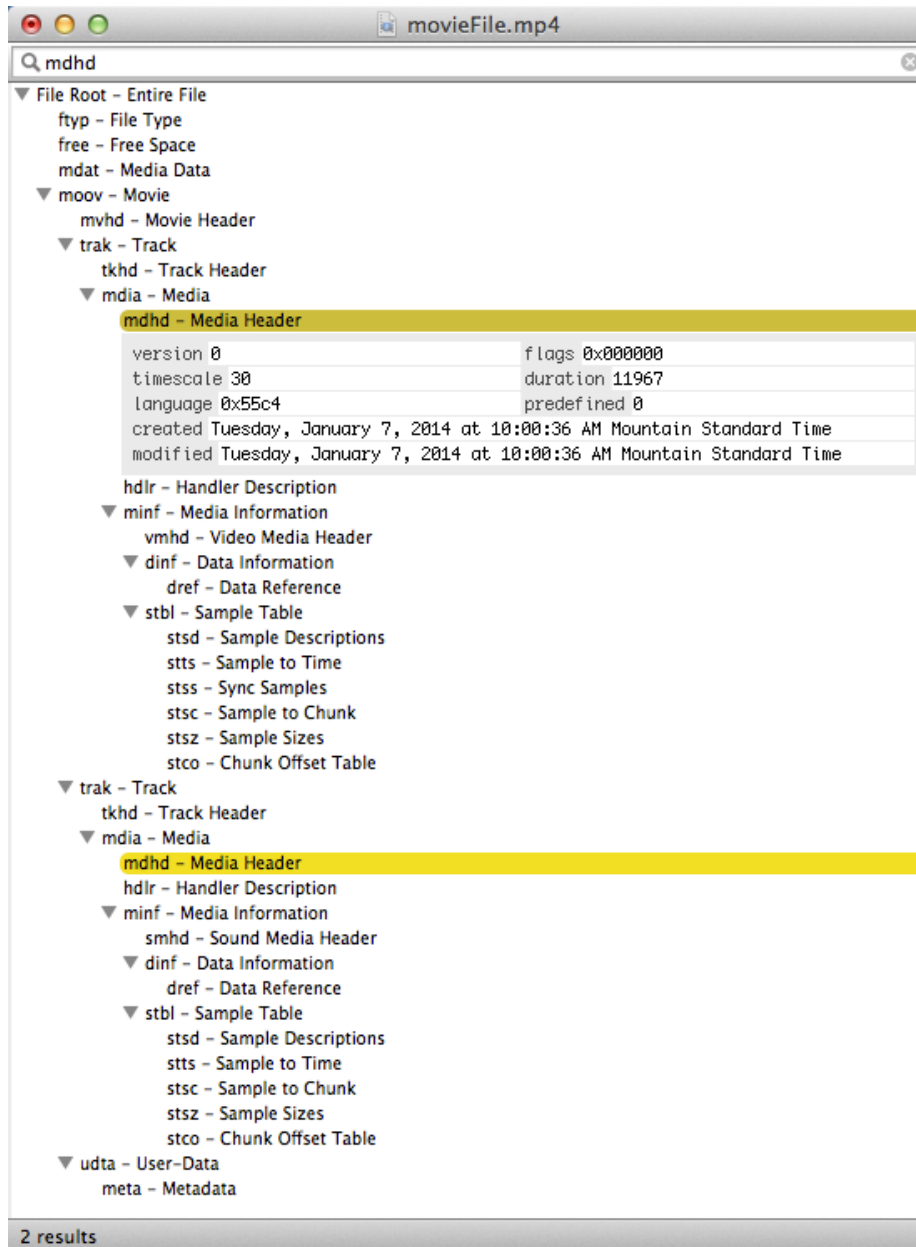 movieFile.mp4
mdhd
File Root – Entire File
ftyp – File Type
free – Free Space
mdat – Media Data
moov – Movie
mvhd – Movie Header
trak – Track
tkhd – Track Header
mdia – Media
mdhd – Media Header
version 0 flags 0x000000
timescale 30 duration 11967
language 0x55c4 predefined 0
created Tuesday, January 7, 2014 at 10:00:36 AM Mountain Standard Time
modified Tuesday, January 7, 2014 at 10:00:36 AM Mountain Standard Time
hdlr – Handler Description
minf – Media Information
vmhd – Video Media Header
dinf – Data Information
dref – Data Reference
stbl – Sample Table
stsd – Sample Descriptions
stts – Sample to Time
stss – Sync Samples
stsc – Sample to Chunk
stsz – Sample Sizes
stco – Chunk Offset Table
trak – Track
tkhd – Track Header
mdia – Media
mdhd – Media Header
hdlr – Handler Description
minf – Media Information
smhd – Sound Media Header
dinf – Data Information
dref – Data Reference
stbl – Sample Table
stsd – Sample Descriptions
stts – Sample to Time
stsc – Sample to Chunk
stsz – Sample Sizes
stco – Chunk Offset Table
udta – User-Data
meta – Metadata
2 results